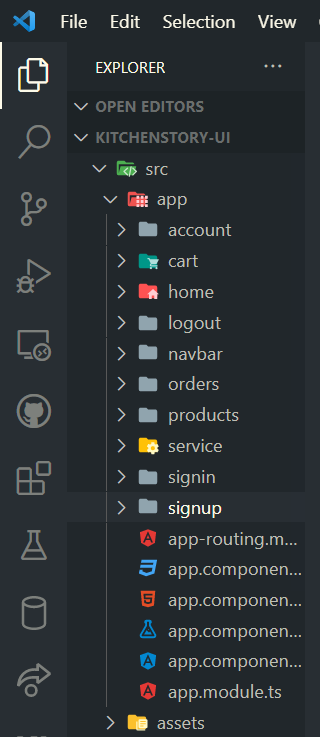 File Edit Selection View
EXPLORER ...
OPEN EDITORS
KITCHENSTORY-UI
src
app
account
cart
home
logout
navbar
orders
products
service
signin
signup
app-routing.m...
app.componen...
app.componen...
app.componen...
app.componen...
app.module.ts
assets